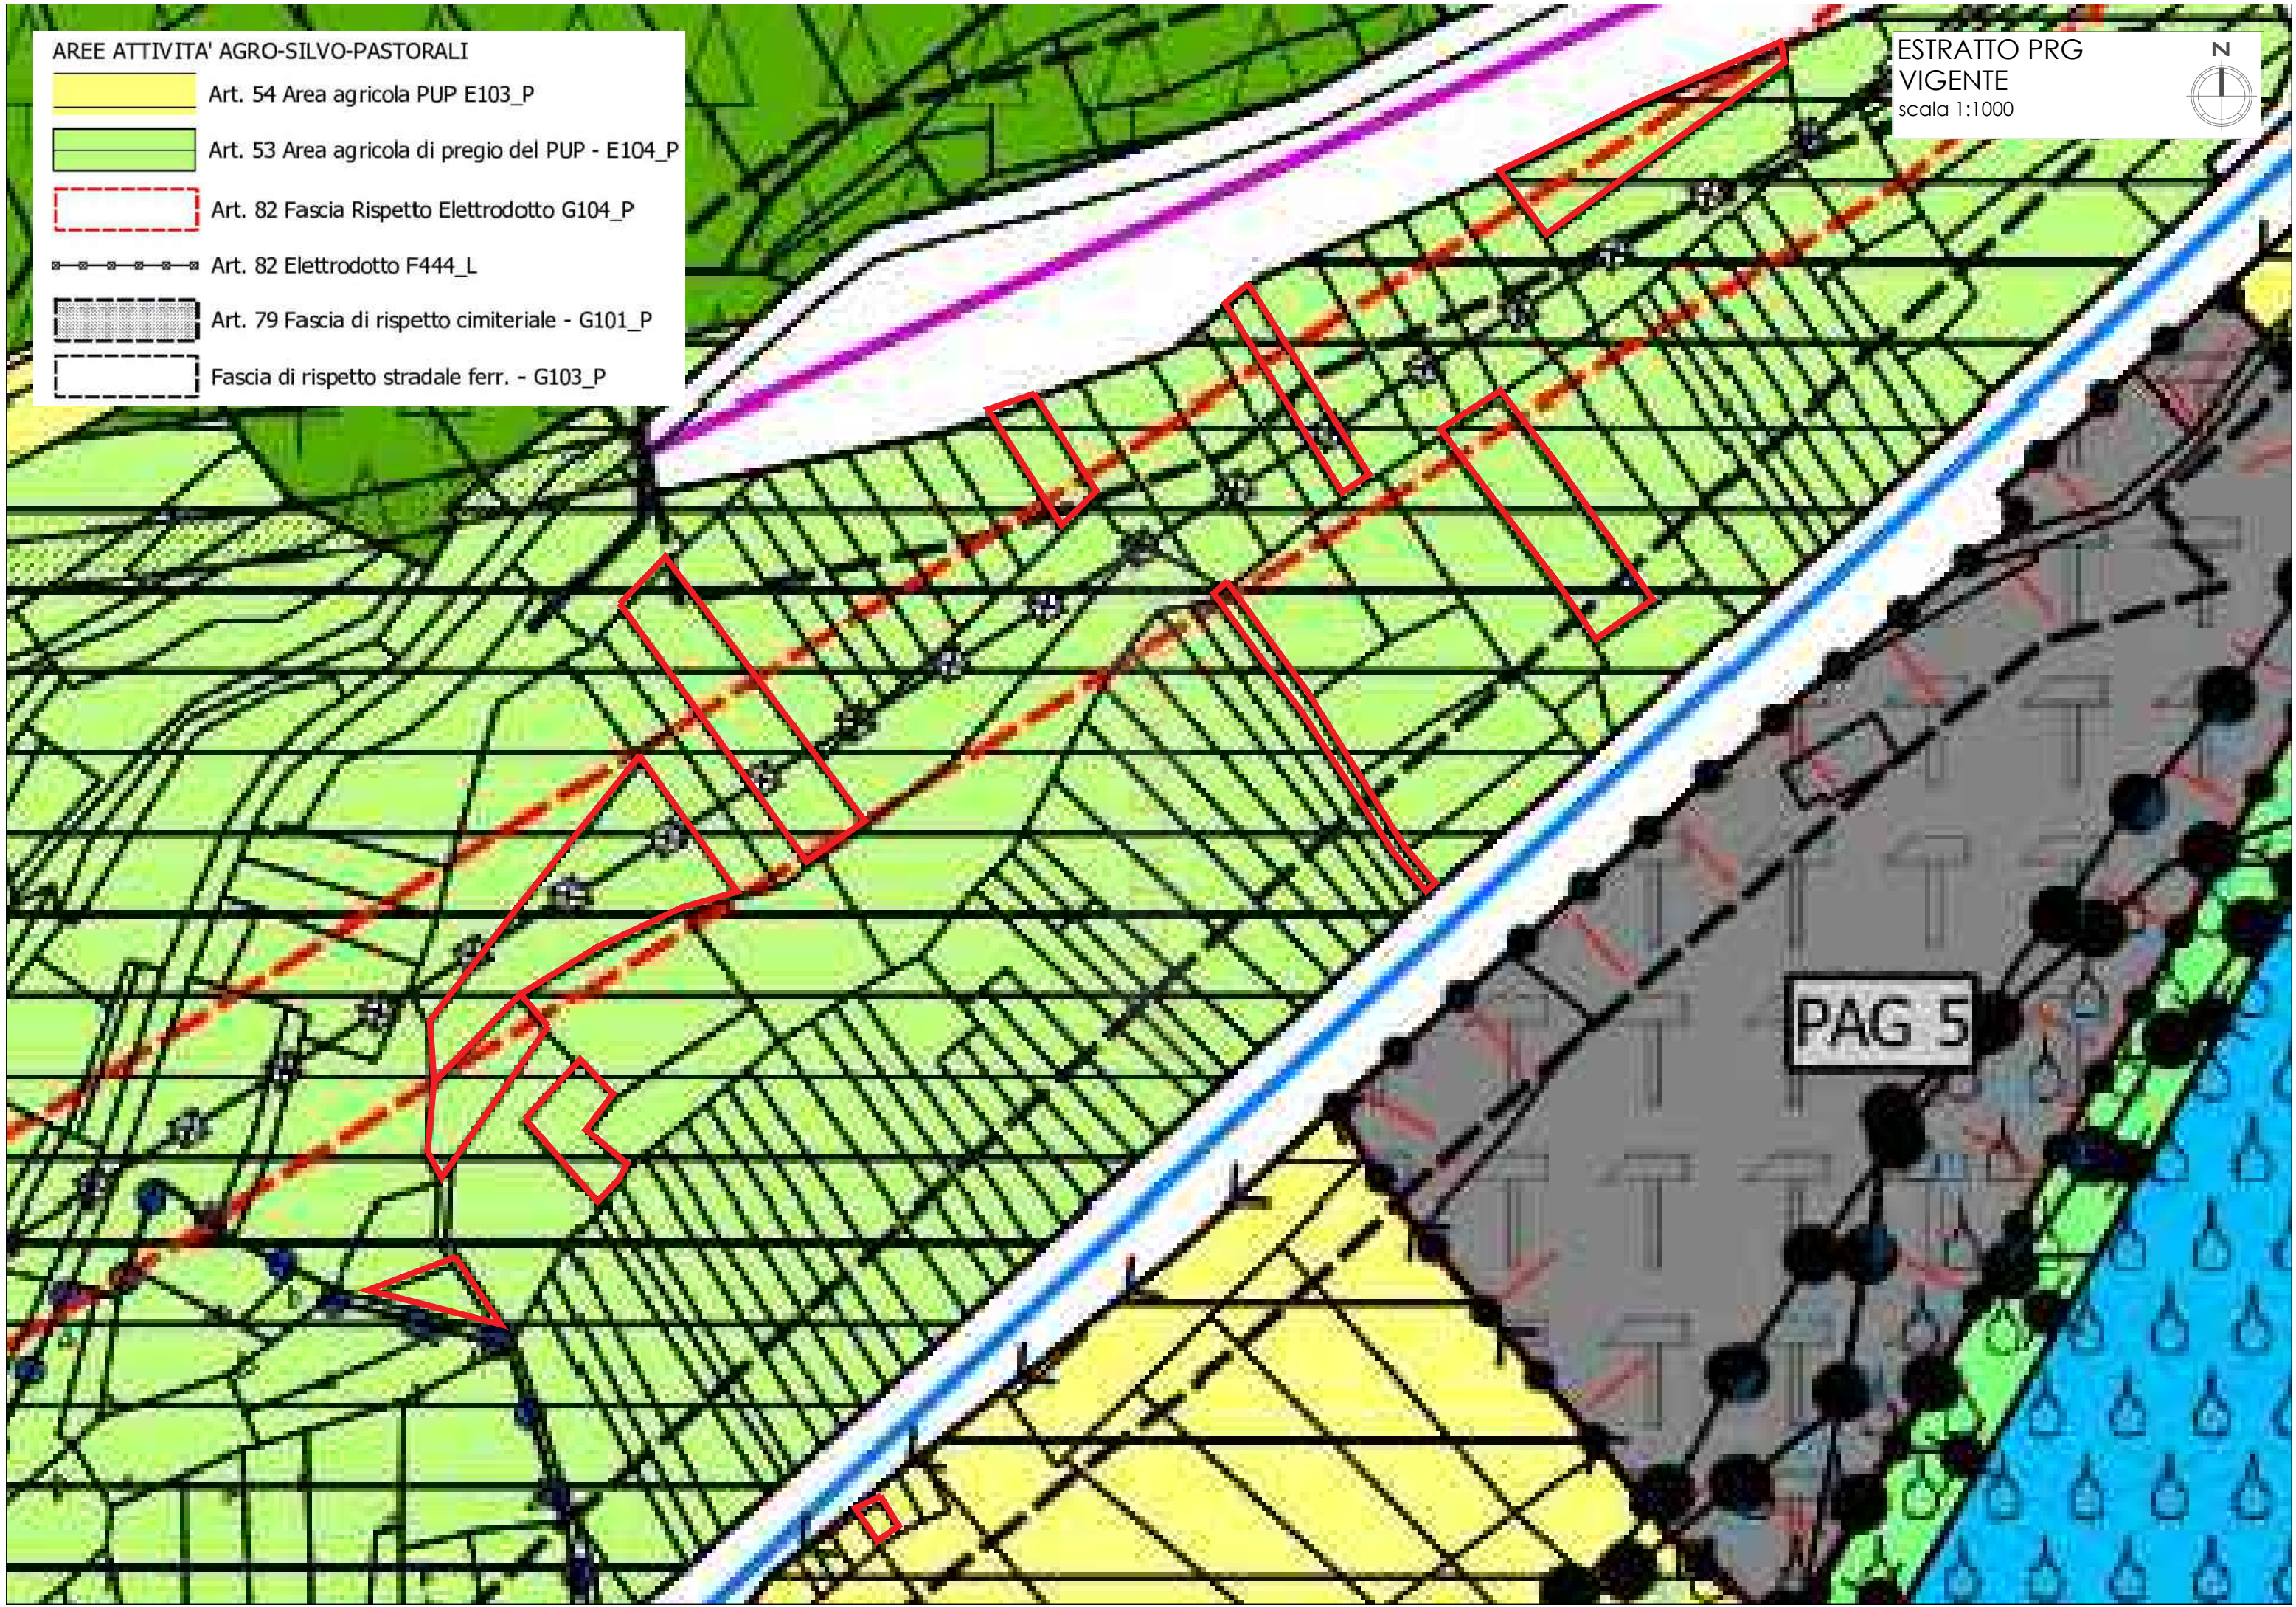 AREE ATTIVITA' AGRO-SILVO-PASTORALI
Art. 54 Area agricola PUP E103_P
Art. 53 Area agricola di pregio del PUP - E104_P
Art. 82 Fascia Rispetto Elettrodotto G104_P
Art. 82 Elettrodotto F444_L
Art. 79 Fascia di rispetto cimiteriale - G101_P
Fascia di rispetto stradale ferr. - G103_P
ESTRATTO PRG
VIGENTE
scala 1:1000
N
PAG 5